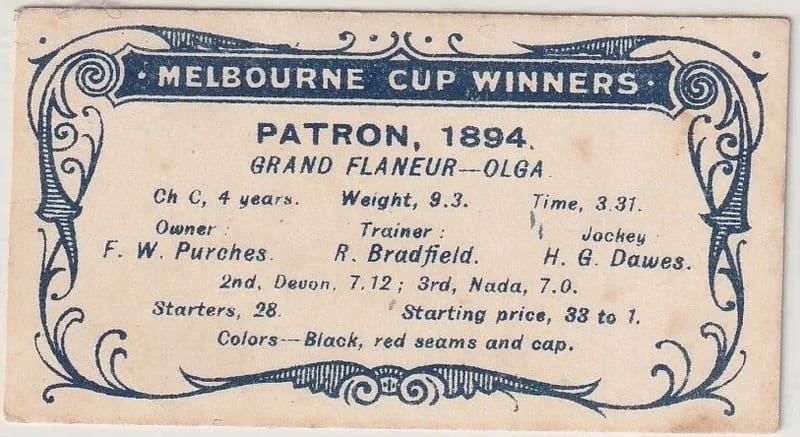 · MELBOURNE CUP WINNERS ·
PATRON, 1894.
GRAND FLANEUR—OLGA.
Ch C, 4 years. Weight, 9.3. Time, 3.31.
Owner : Trainer : Jockey :
F. W. Purches. R. Bradfield. H. G. Dawes.
2nd, Devon, 7.12 ; 3rd, Nada, 7.0.
Starters, 28. Starting price, 33 to 1.
Colors—Black, red seams and cap.